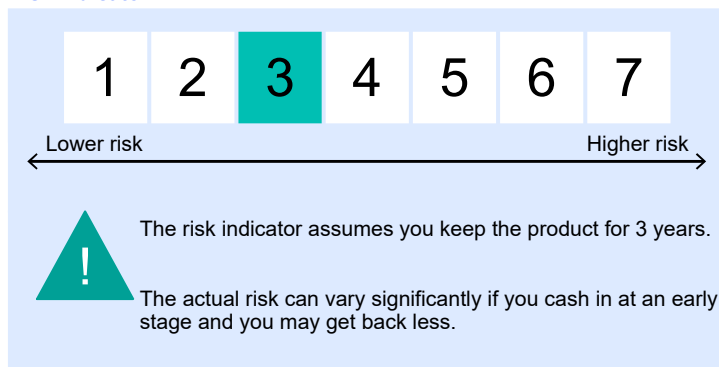 1 2 3 4 5 6 7
Lower risk Higher risk
! The risk indicator assumes you keep the product for 3 years.
The actual risk can vary significantly if you cash in at an early
stage and you may get back less.